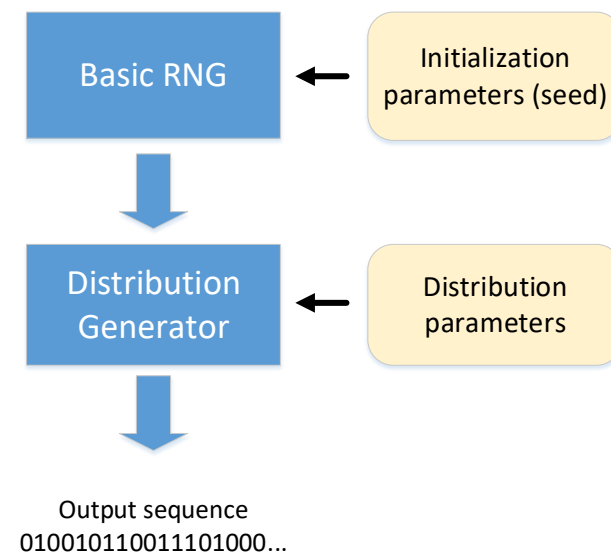 Basic RNG
Initialization
parameters (seed)
Distribution
Generator
Distribution
parameters
Output sequence
010010110011101000...